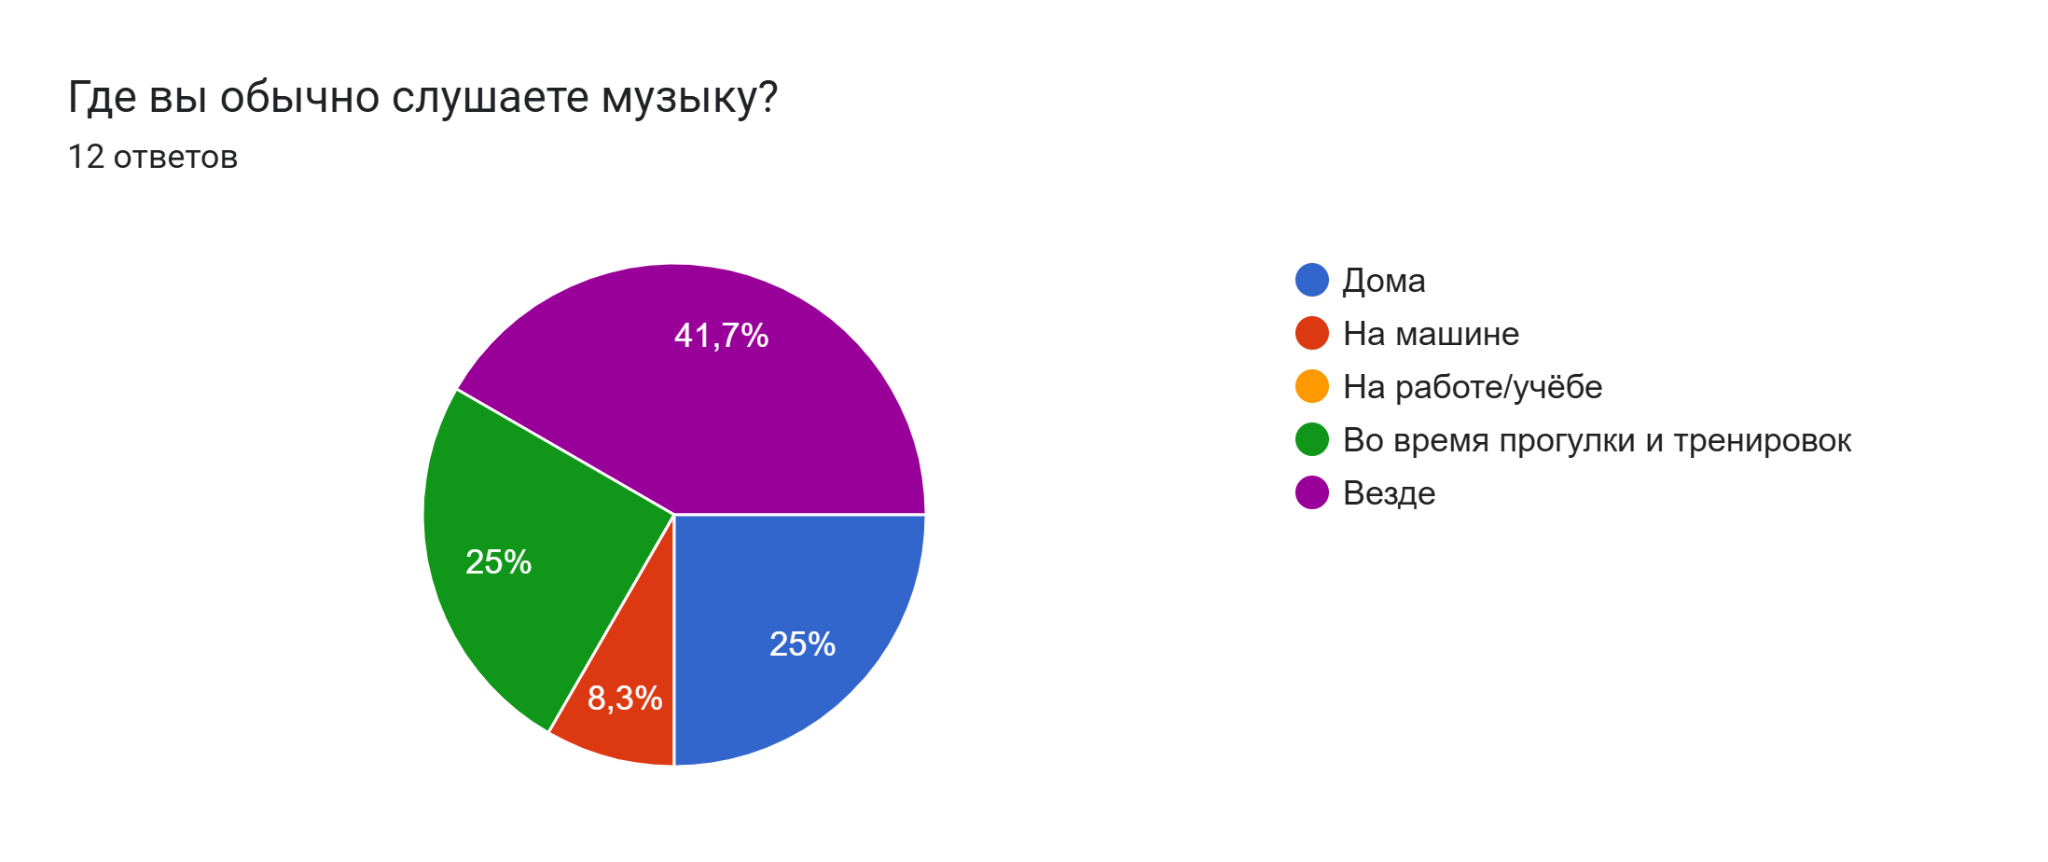 Где вы обычно слушаете музыку?
12 ответов
41,7%
25%
8,3%
25%
Дома
На машине
На работе/учёбе
Во время прогулки и тренировок
Везде